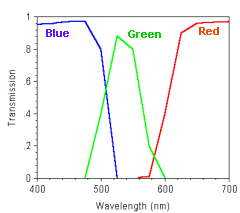 1
.8
.6
.4
.2
0
Transmission
Blue
Green
Red
400 500 600 700
Wavelength (nm)